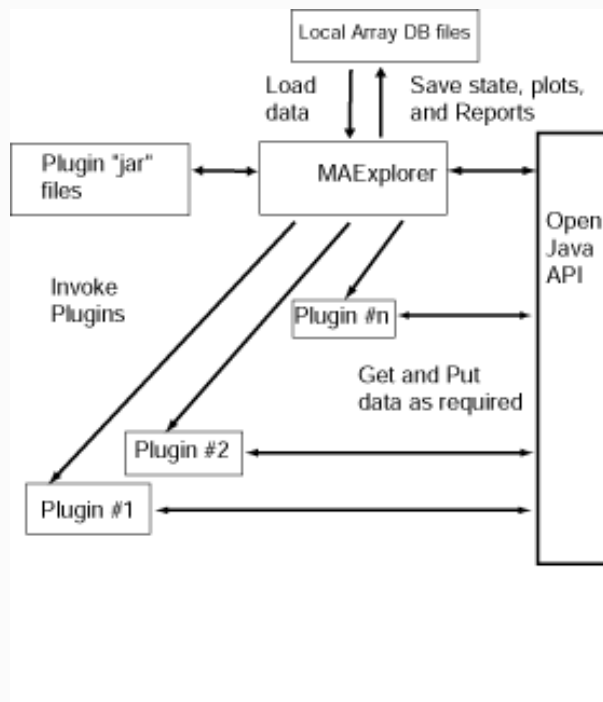 Local Array DB files
Load
data
Save state, plots,
and Reports
Plugin "jar"
files
MAExplorer
Open
Java
API
Invoke
Plugins
Plugin #n
Get and Put
data as required
Plugin #2
Plugin #1